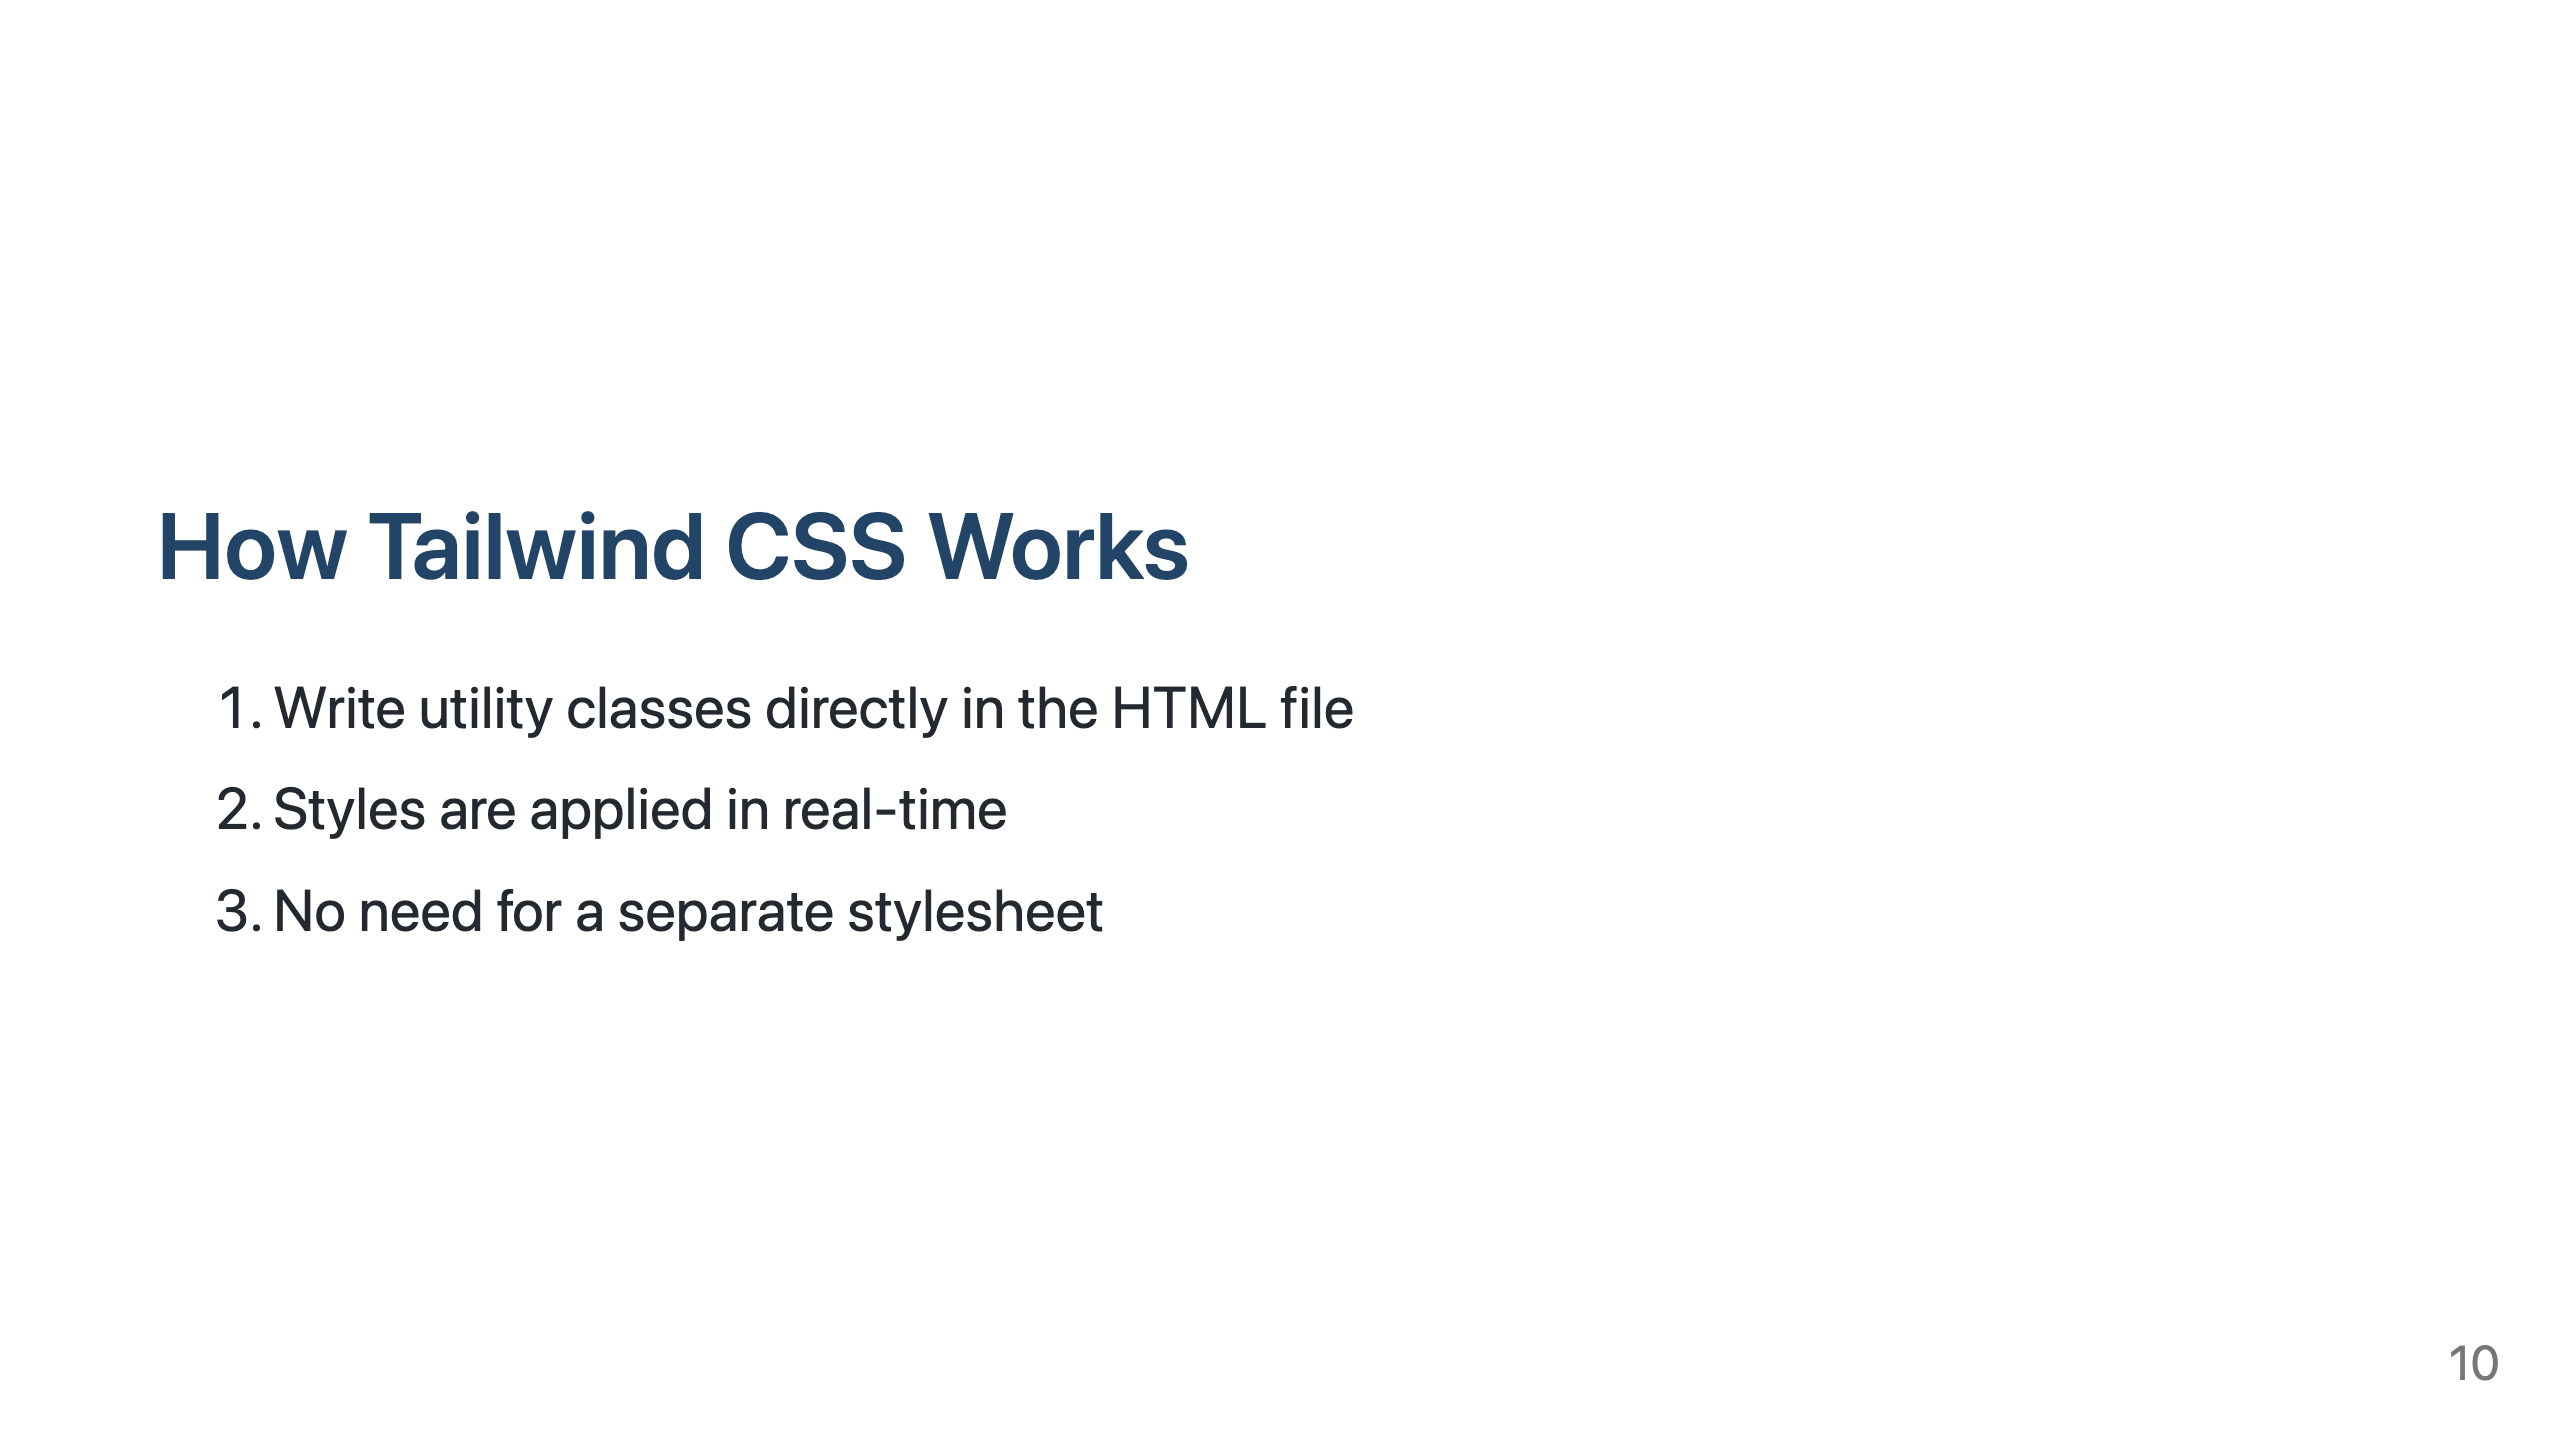 How Tailwind CSS Works
1. Write utility classes directly in the HTML file
2. Styles are applied in real-time
3. No need for a separate stylesheet
10